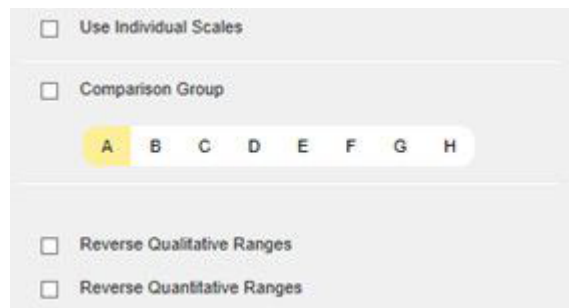 Use Individual Scales
Comparison Group
A B C D E F G H
Reverse Qualitative Ranges
Reverse Quantitative Ranges